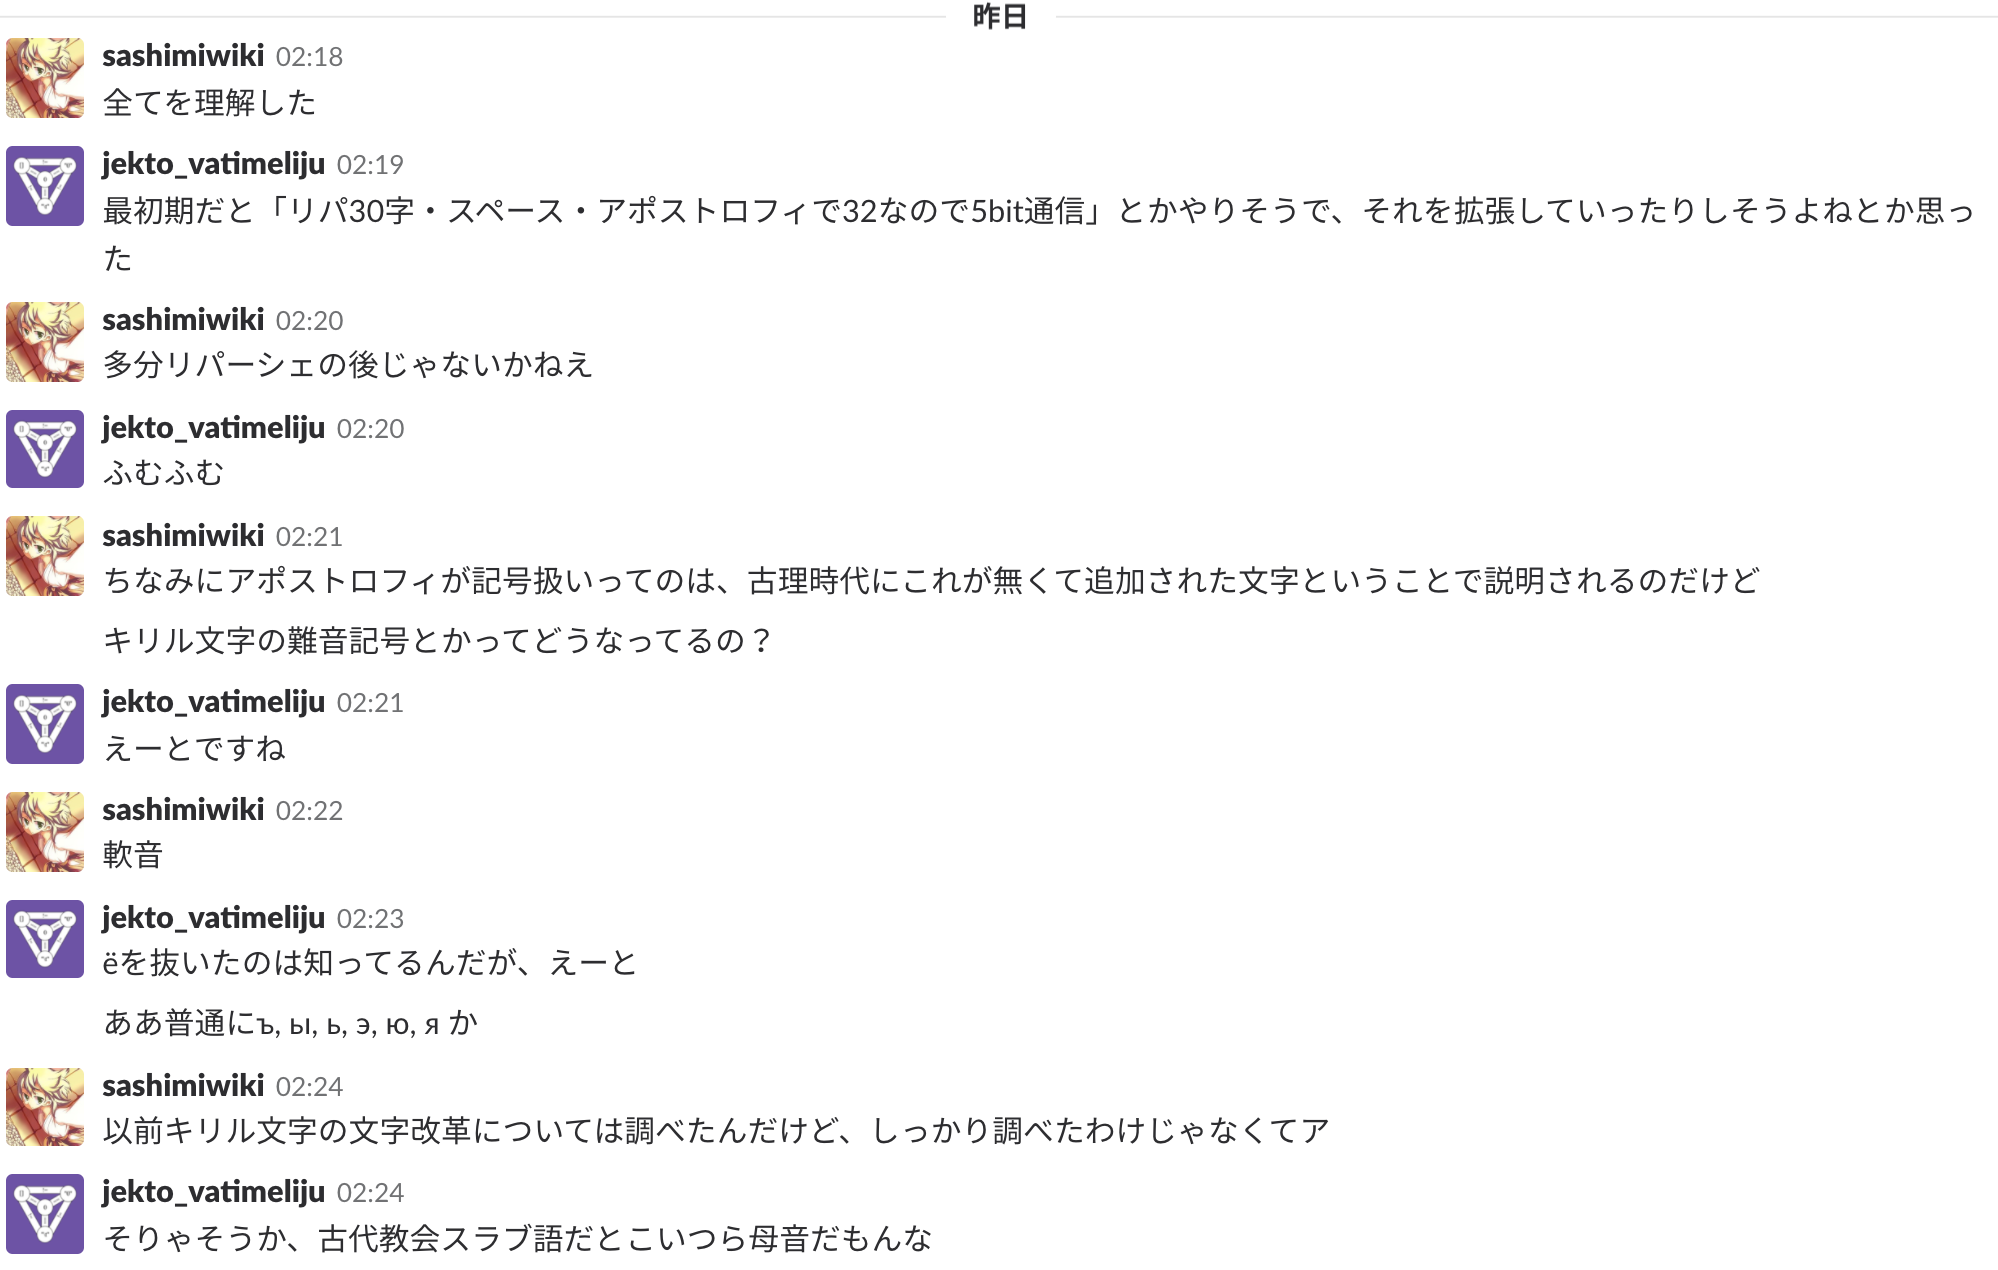 昨日
sashimiwiki 02:18
全てを理解した
jekto_vatimeliju 02:19
最初期だと「リパ30字・スペース・アポストロフィで32なので5bit通信」とかやりそうで、それを拡張していったりしそうよねとか思っ
た
sashimiwiki 02:20
多分リパーシェの後じゃないかねえ
jekto_vatimeliju 02:20
ふむふむ
sashimiwiki 02:21
ちなみにアポストロフィが記号扱いってのは、古理時代にこれが無くて追加された文字ということで説明されるのだけど
キリル文字の難音記号とかってどうなってるの？
jekto_vatimeliju 02:21
えーとですね
sashimiwiki 02:22
軟音
jekto_vatimeliju 02:23
ёを抜いたのは知ってるんだが、えーと
ああ普通にъ, ы, ь, э, ю, я か
sashimiwiki 02:24
以前キリル文字の文字改革については調べたんだけど、しっかり調べたわけじゃなくてア
jekto_vatimeliju 02:24
そりゃそうか、古代教会スラブ語だとこいつら母音だもんな